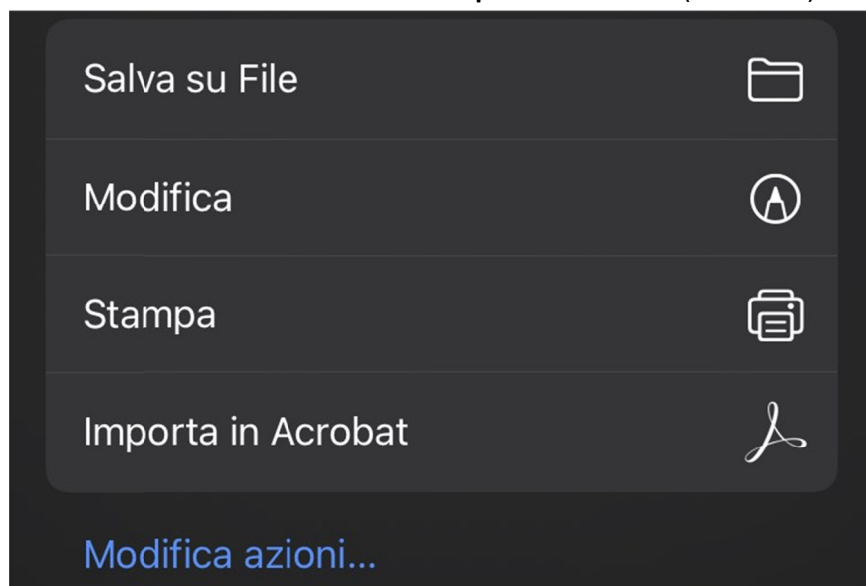 Salva su File
Modifica
Stampa
Importa in Acrobat
Modifica azioni...